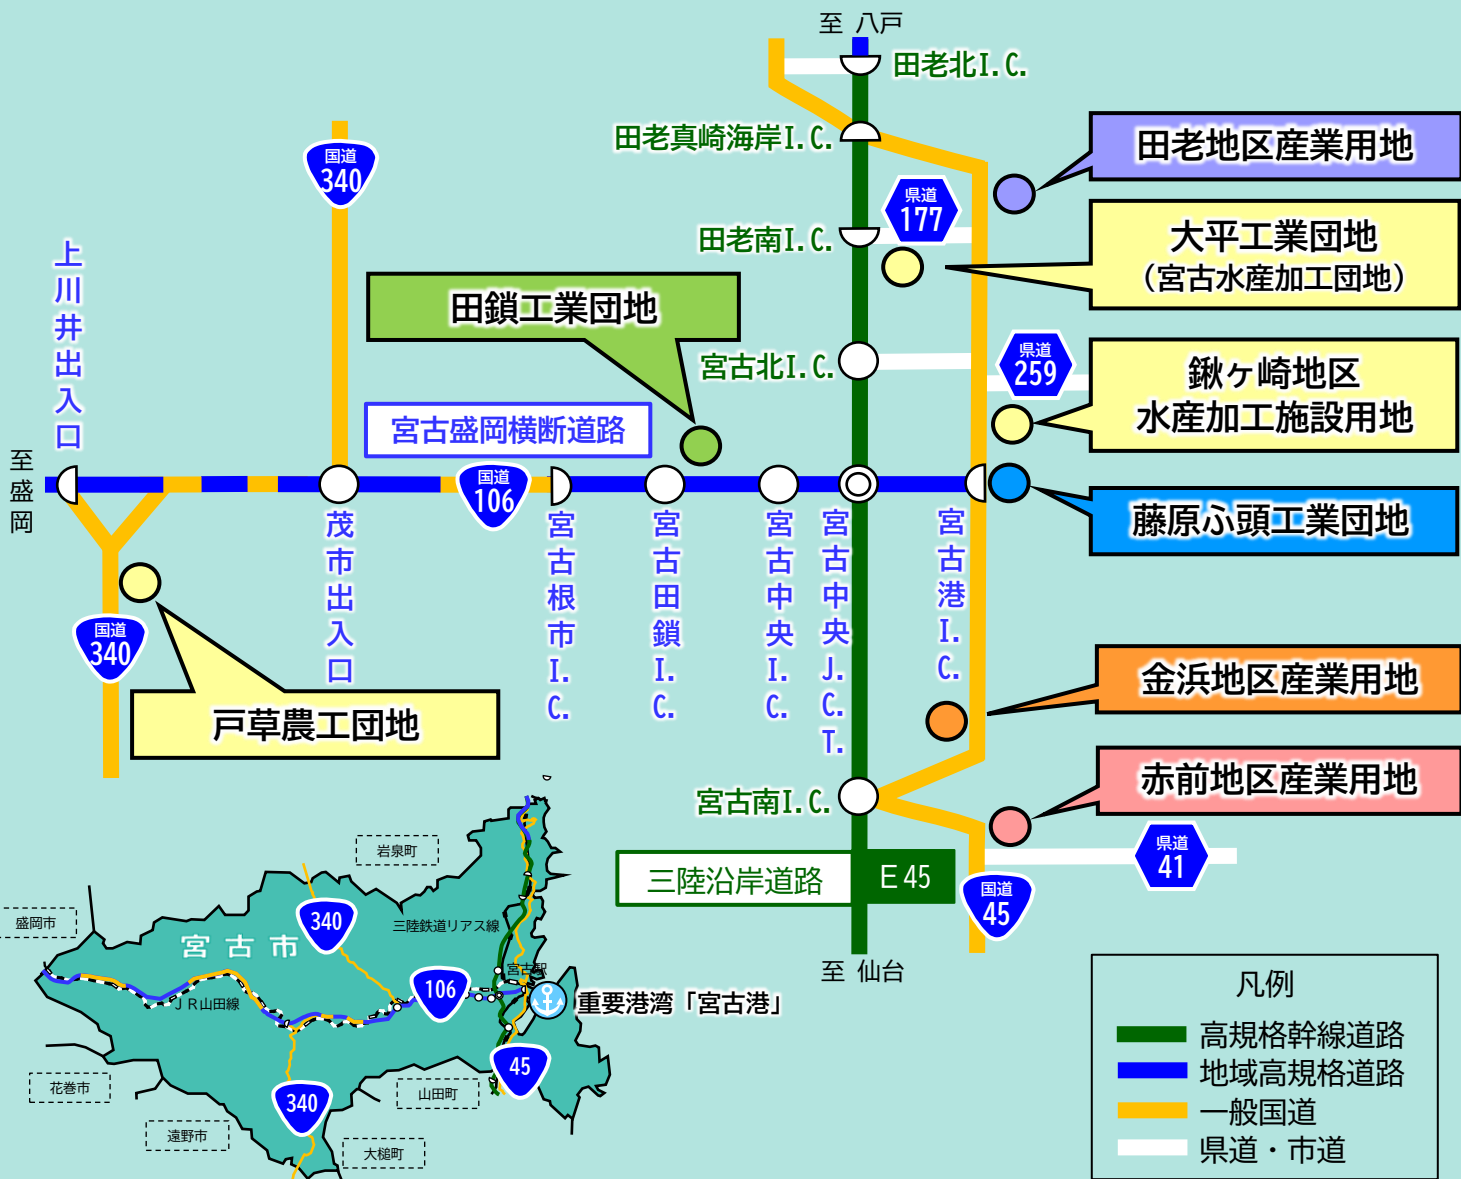 至 八戸
田老北I.C.
田老真崎海岸I.C.
田老地区産業用地
国道
340
県道
177
田老南I.C.
大平工業団地
（宮古水産加工団地）
上川井出入口
田鎖工業団地
宮古北I.C.
県道
259
鍬ヶ崎地区
水産加工施設用地
宮古盛岡横断道路
至盛岡
国道
106
藤原ふ頭工業団地
茂市出入口
宮古根市I.C.
宮古田鎖I.C.
宮古中央I.C.
宮古中央J.C.T.
宮古港I.C.
国道
340
戸草農工団地
金浜地区産業用地
宮古南I.C.
赤前地区産業用地
県道
41
三陸沿岸道路
E45
国道
45
至 仙台
岩泉町
盛岡市
宮古市
340
三陸鉄道リアス線
宮古駅
106
JR山田線
重要港湾「宮古港」
45
花巻市
山田町
340
遠野市
大槌町
凡例
高規格幹線道路
地域高規格道路
一般国道
県道・市道